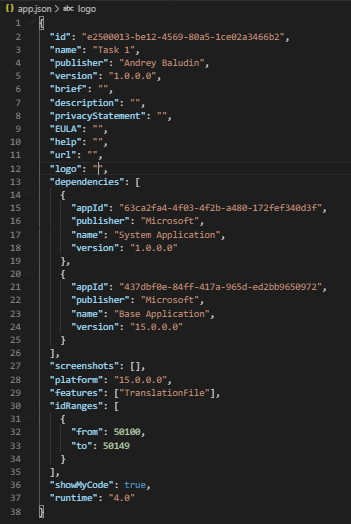 app.json > abc logo
1 {
2 "id": "e2500013-be12-4569-80a5-1ce02a3466b2",
3 "name": "Task 1",
4 "publisher": "Andrey Baludin",
5 "version": "1.0.0.0",
6 "brief": "",
7 "description": "",
8 "privacyStatement": "",
9 "EULA": "",
10 "help": "",
11 "url": "",
12 "logo": "",
13 "dependencies": [
14 {
15 "appId": "63ca2fa4-4f03-4f2b-a480-172fef340d3f",
16 "publisher": "Microsoft",
17 "name": "System Application",
18 "version": "1.0.0.0"
19 },
20 {
21 "appId": "437dbf0e-84ff-417a-965d-ed2bb9650972",
22 "publisher": "Microsoft",
23 "name": "Base Application",
24 "version": "15.0.0.0"
25 }
26 ],
27 "screenshots": [],
28 "platform": "15.0.0.0",
29 "features": ["TranslationFile"],
30 "idRanges": [
31 {
32 "from": 50100,
33 "to": 50149
34 }
35 ],
36 "showMyCode": true,
37 "runtime": "4.0"
38 }